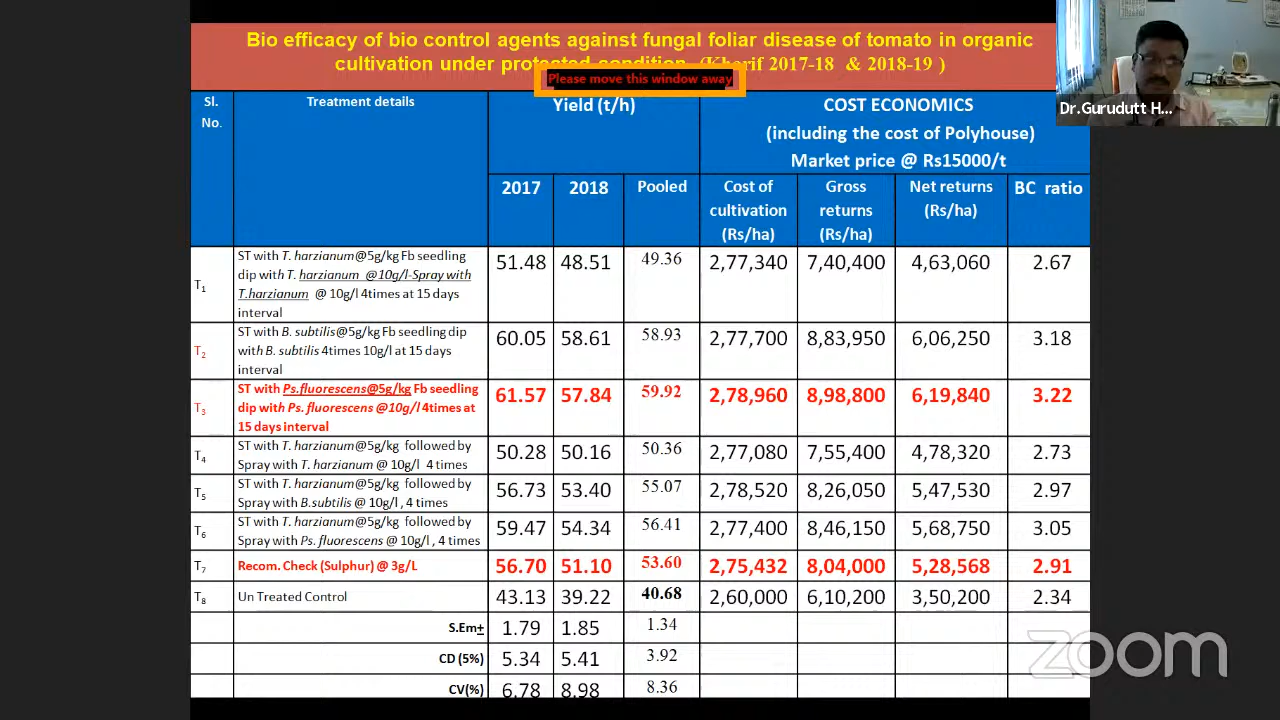 Bio efficacy of bio control agents against fungal foliar disease of tomato in organic
cultivation under protected condition (Kharif 2017-18 & 2018-19 )
Please move this window away
Dr.Gurudutt H...
Sl. No. Treatment details Yield (t/h) COST ECONOMICS
(including the cost of Polyhouse)
Market price @ Rs15000/t
2017 2018 Pooled Cost of cultivation (Rs/ha) Gross returns (Rs/ha) Net returns (Rs/ha) BC ratio
T1 ST with T. harzianum@5g/kg Fb seedling
dip with T. harzianum @10g/l-Spray with
T.harzianum @ 10g/l 4times at 15 days
interval
51.48 48.51 49.36 2,77,340 7,40,400 4,63,060 2.67
T2 ST with B. subtilis@5g/kg Fb seedling dip
with B. subtilis 4times 10g/l at 15 days
interval
60.05 58.61 58.93 2,77,700 8,83,950 6,06,250 3.18
T3 ST with Ps.fluorescens@5g/kg Fb seedling
dip with Ps. fluorescens @10g/l 4times at
15 days interval
61.57 57.84 59.92 2,78,960 8,98,800 6,19,840 3.22
T4 ST with T. harzianum@5g/kg followed by
Spray with T. harzianum @ 10g/l 4 times
50.28 50.16 50.36 2,77,080 7,55,400 4,78,320 2.73
T5 ST with T. harzianum@5g/kg followed by
Spray with B.subtilis @ 10g/l , 4 times
56.73 53.40 55.07 2,78,520 8,26,050 5,47,530 2.97
T6 ST with T. harzianum@5g/kg followed by
Spray with Ps. fluorescens @ 10g/l , 4 times
59.47 54.34 56.41 2,77,400 8,46,150 5,68,750 3.05
T7 Recom. Check (Sulphur) @ 3g/L 56.70 51.10 53.60 2,75,432 8,04,000 5,28,568 2.91
T8 Un Treated Control 43.13 39.22 40.68 2,60,000 6,10,200 3,50,200 2.34
S.Em± 1.79 1.85 1.34
CD (5%) 5.34 5.41 3.92
CV(%) 6.78 8.98 8.36
zoom